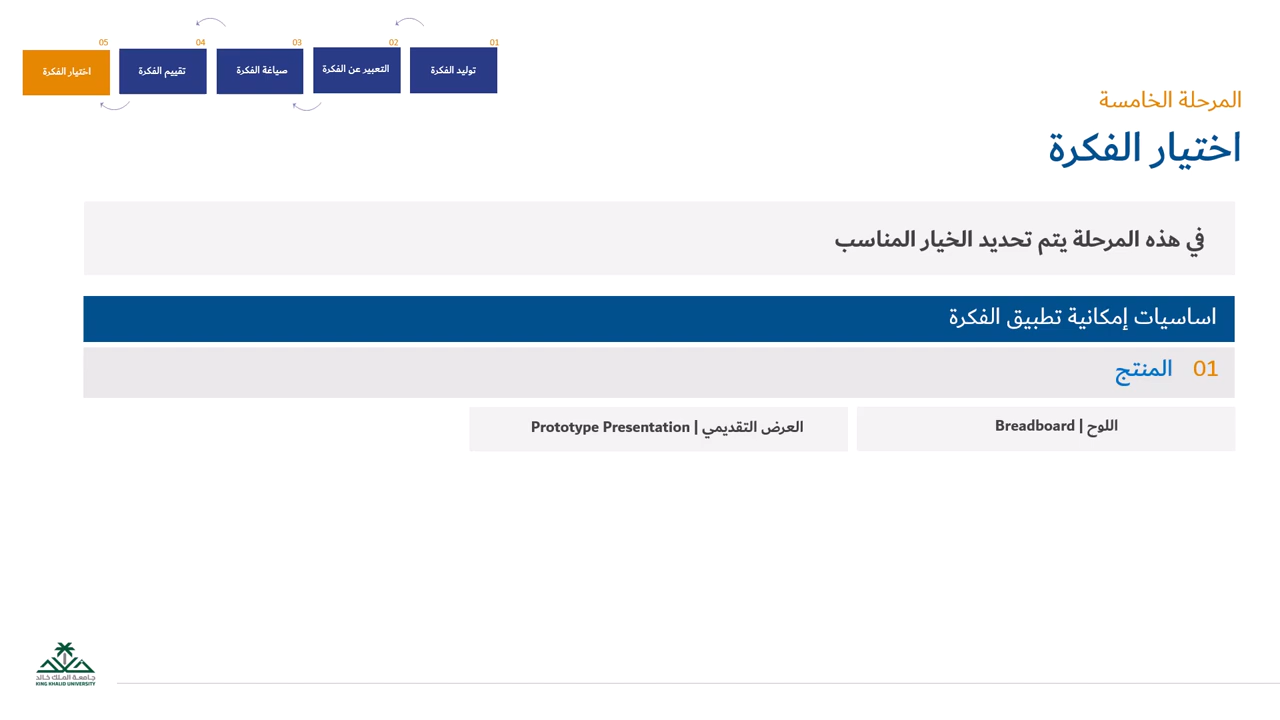 01
توليد الفكرة
02
التعبير عن الفكرة
03
صياغة الفكرة
04
تقييم الفكرة
05
اختيار الفكرة
المرحلة الخامسة
اختيار الفكرة
في هذه المرحلة يتم تحديد الخيار المناسب
اساسيات إمكانية تطبيق الفكرة
01 المنتج
اللوح | Breadboard
العرض التقديمي | Prototype Presentation
جامعة الملك خالد
KING KHALID UNIVERSITY